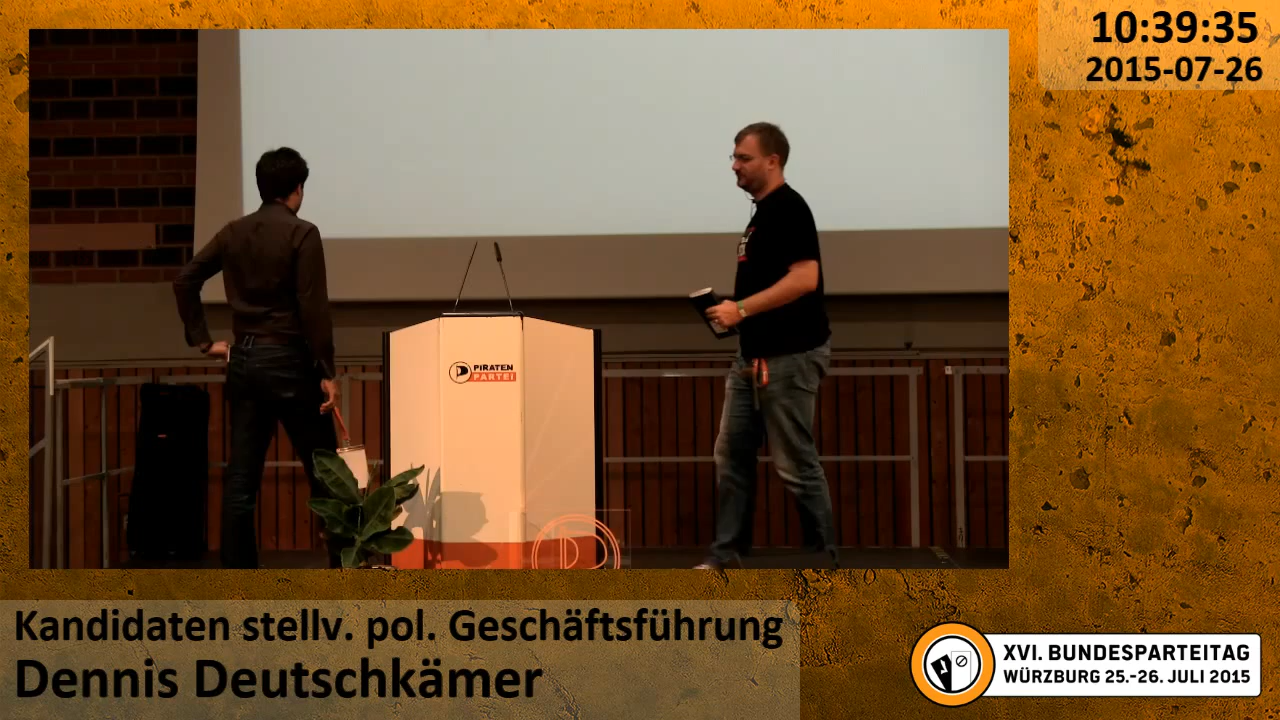 10:39:35
2015-07-26
PIRATEN
PARTEI
Kandidaten stellv. pol. Geschäftsführung
Dennis Deutschkämer
XVI. BUNDESPARTEITAG
WÜRZBURG 25.-26. JULI 2015